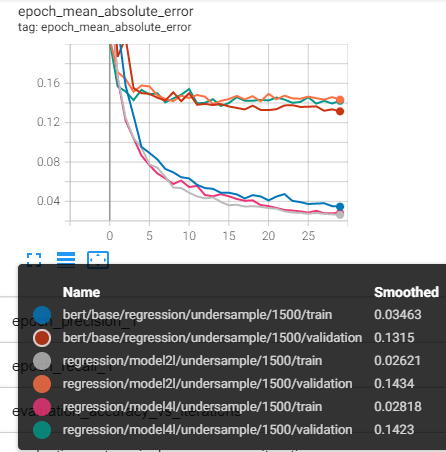 epoch_mean_absolute_error
tag: epoch_mean_absolute_error
0.16
0.12
0.08
0.04
0 5 10 15 20 25
Name Smoothed
bert/base/regression/undersample/1500/train 0.03463
epoch_precision_1
bert/base/regression/undersample/1500/validation 0.1315
regression/model2l/undersample/1500/train 0.02621
epoch_recall_1
regression/model2l/undersample/1500/validation 0.1434
regression/model4l/undersample/1500/train 0.02818
evaluation_accuracy_vs_iterations
regression/model4l/undersample/1500/validation 0.1423